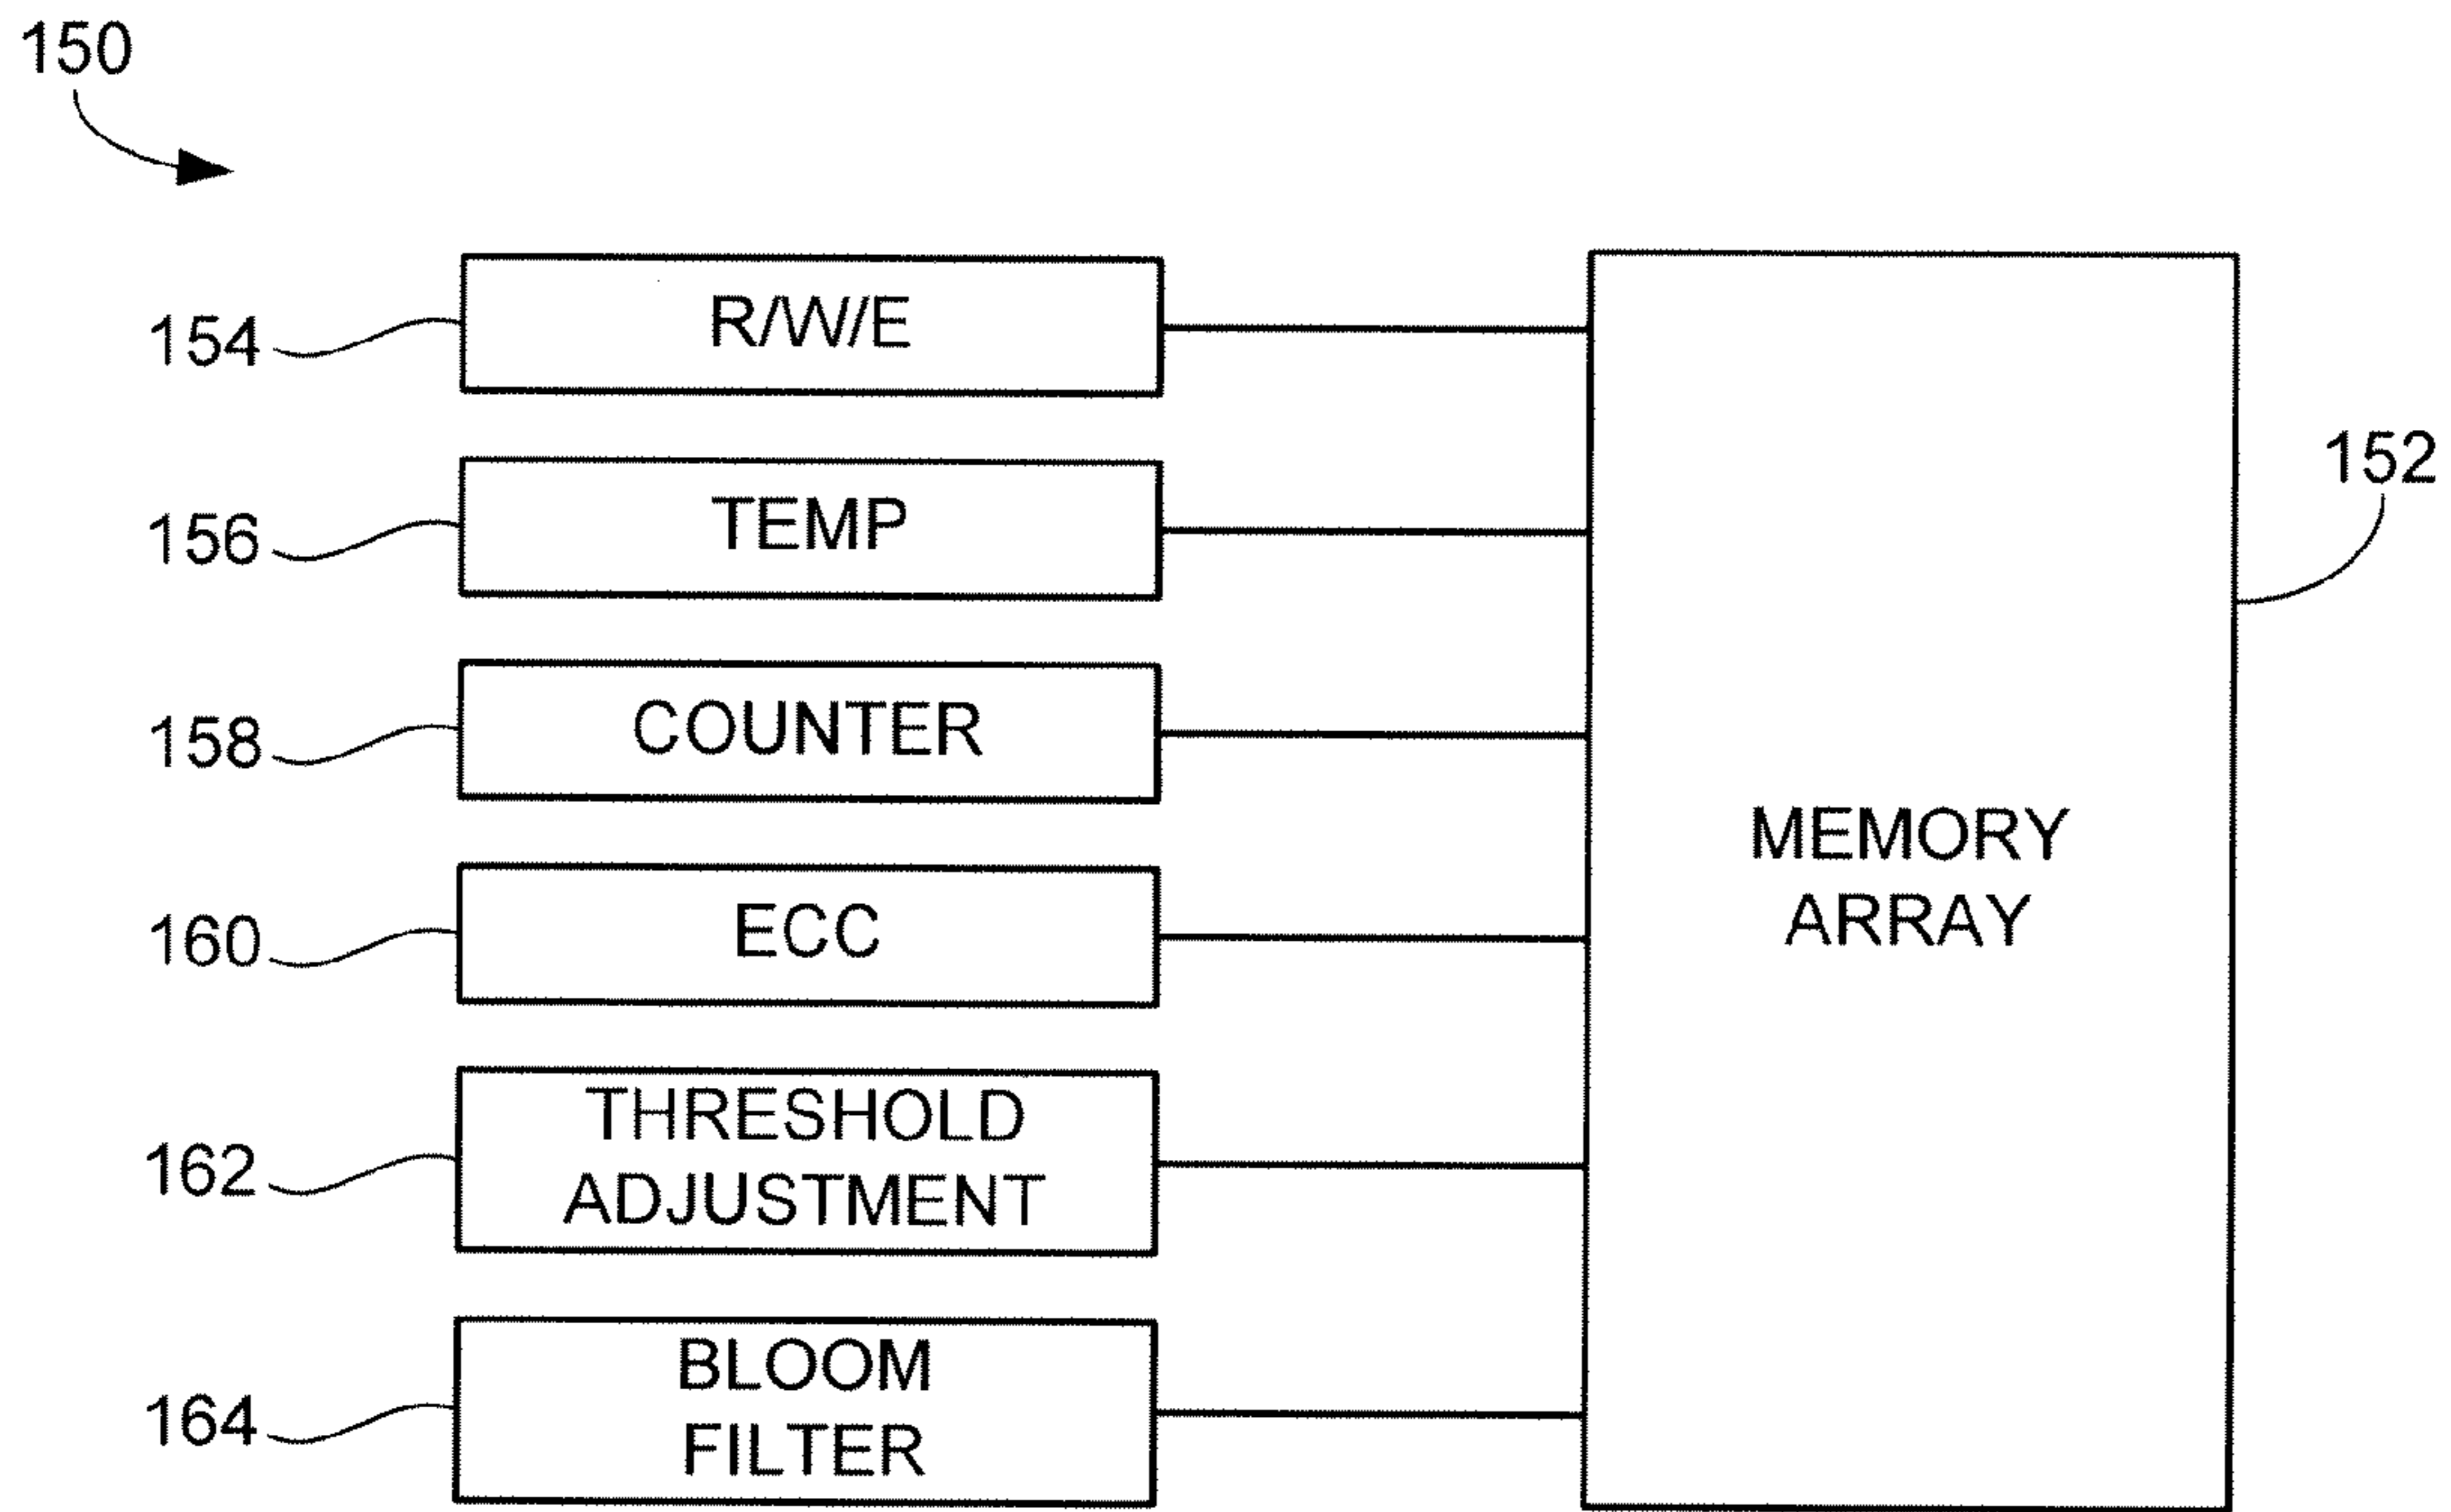 150
154
R/W/E
156
TEMP
152
158
COUNTER
MEMORY
ARRAY
160
ECC
162
THRESHOLD
ADJUSTMENT
164
BLOOM
FILTER